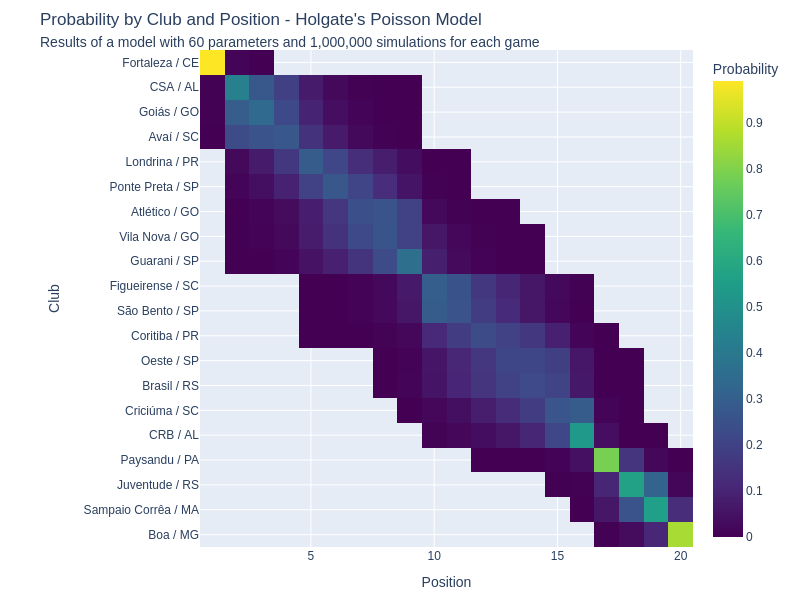 Probability by Club and Position - Holgate's Poisson Model
Results of a model with 60 parameters and 1,000,000 simulations for each game
Probability
Club
Fortaleza / CE
CSA / AL
Goiás / GO
Avaí / SC
Londrina / PR
Ponte Preta / SP
Atlético / GO
Vila Nova / GO
Guarani / SP
Figueirense / SC
São Bento / SP
Coritiba / PR
Oeste / SP
Brasil / RS
Criciúma / SC
CRB / AL
Paysandu / PA
Juventude / RS
Sampaio Corrêa / MA
Boa / MG
0.9
0.8
0.7
0.6
0.5
0.4
0.3
0.2
0.1
0
5
10
15
20
Position